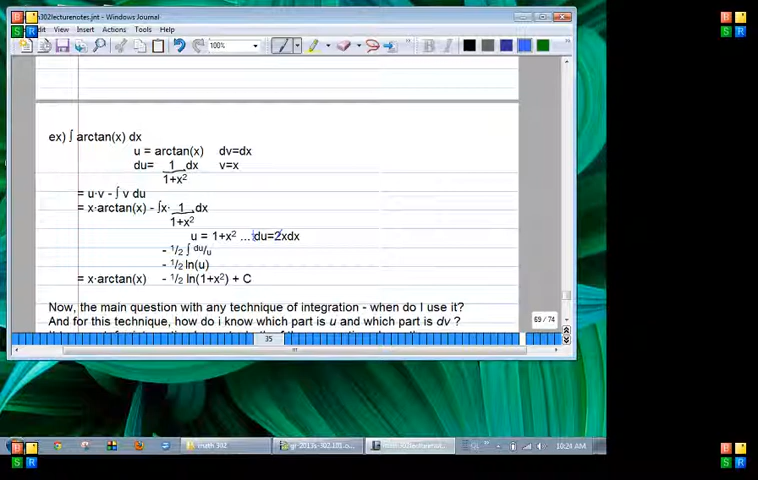 h302lecturenotes.jnt - Windows Journal
Edit View Insert Actions Tools Help
100%
ex) ∫ arctan(x) dx
u = arctan(x) dv=dx
du= 1/1+x² dx v=x
= u·v - ∫ v du
= x·arctan(x) - ∫x· 1/1+x² dx
u = 1+x² ... du=2xdx
- ¹/₂ ∫ du/u
- ¹/₂ ln(u)
= x·arctan(x) - ¹/₂ ln(1+x²) + C
Now, the main question with any technique of integration - when do I use it?
And for this technique, how do i know which part is u and which part is dv ?
69 / 74
35
math 302
10:24 AM
B
S
R
B
S
R
B
S
R
B
S
R